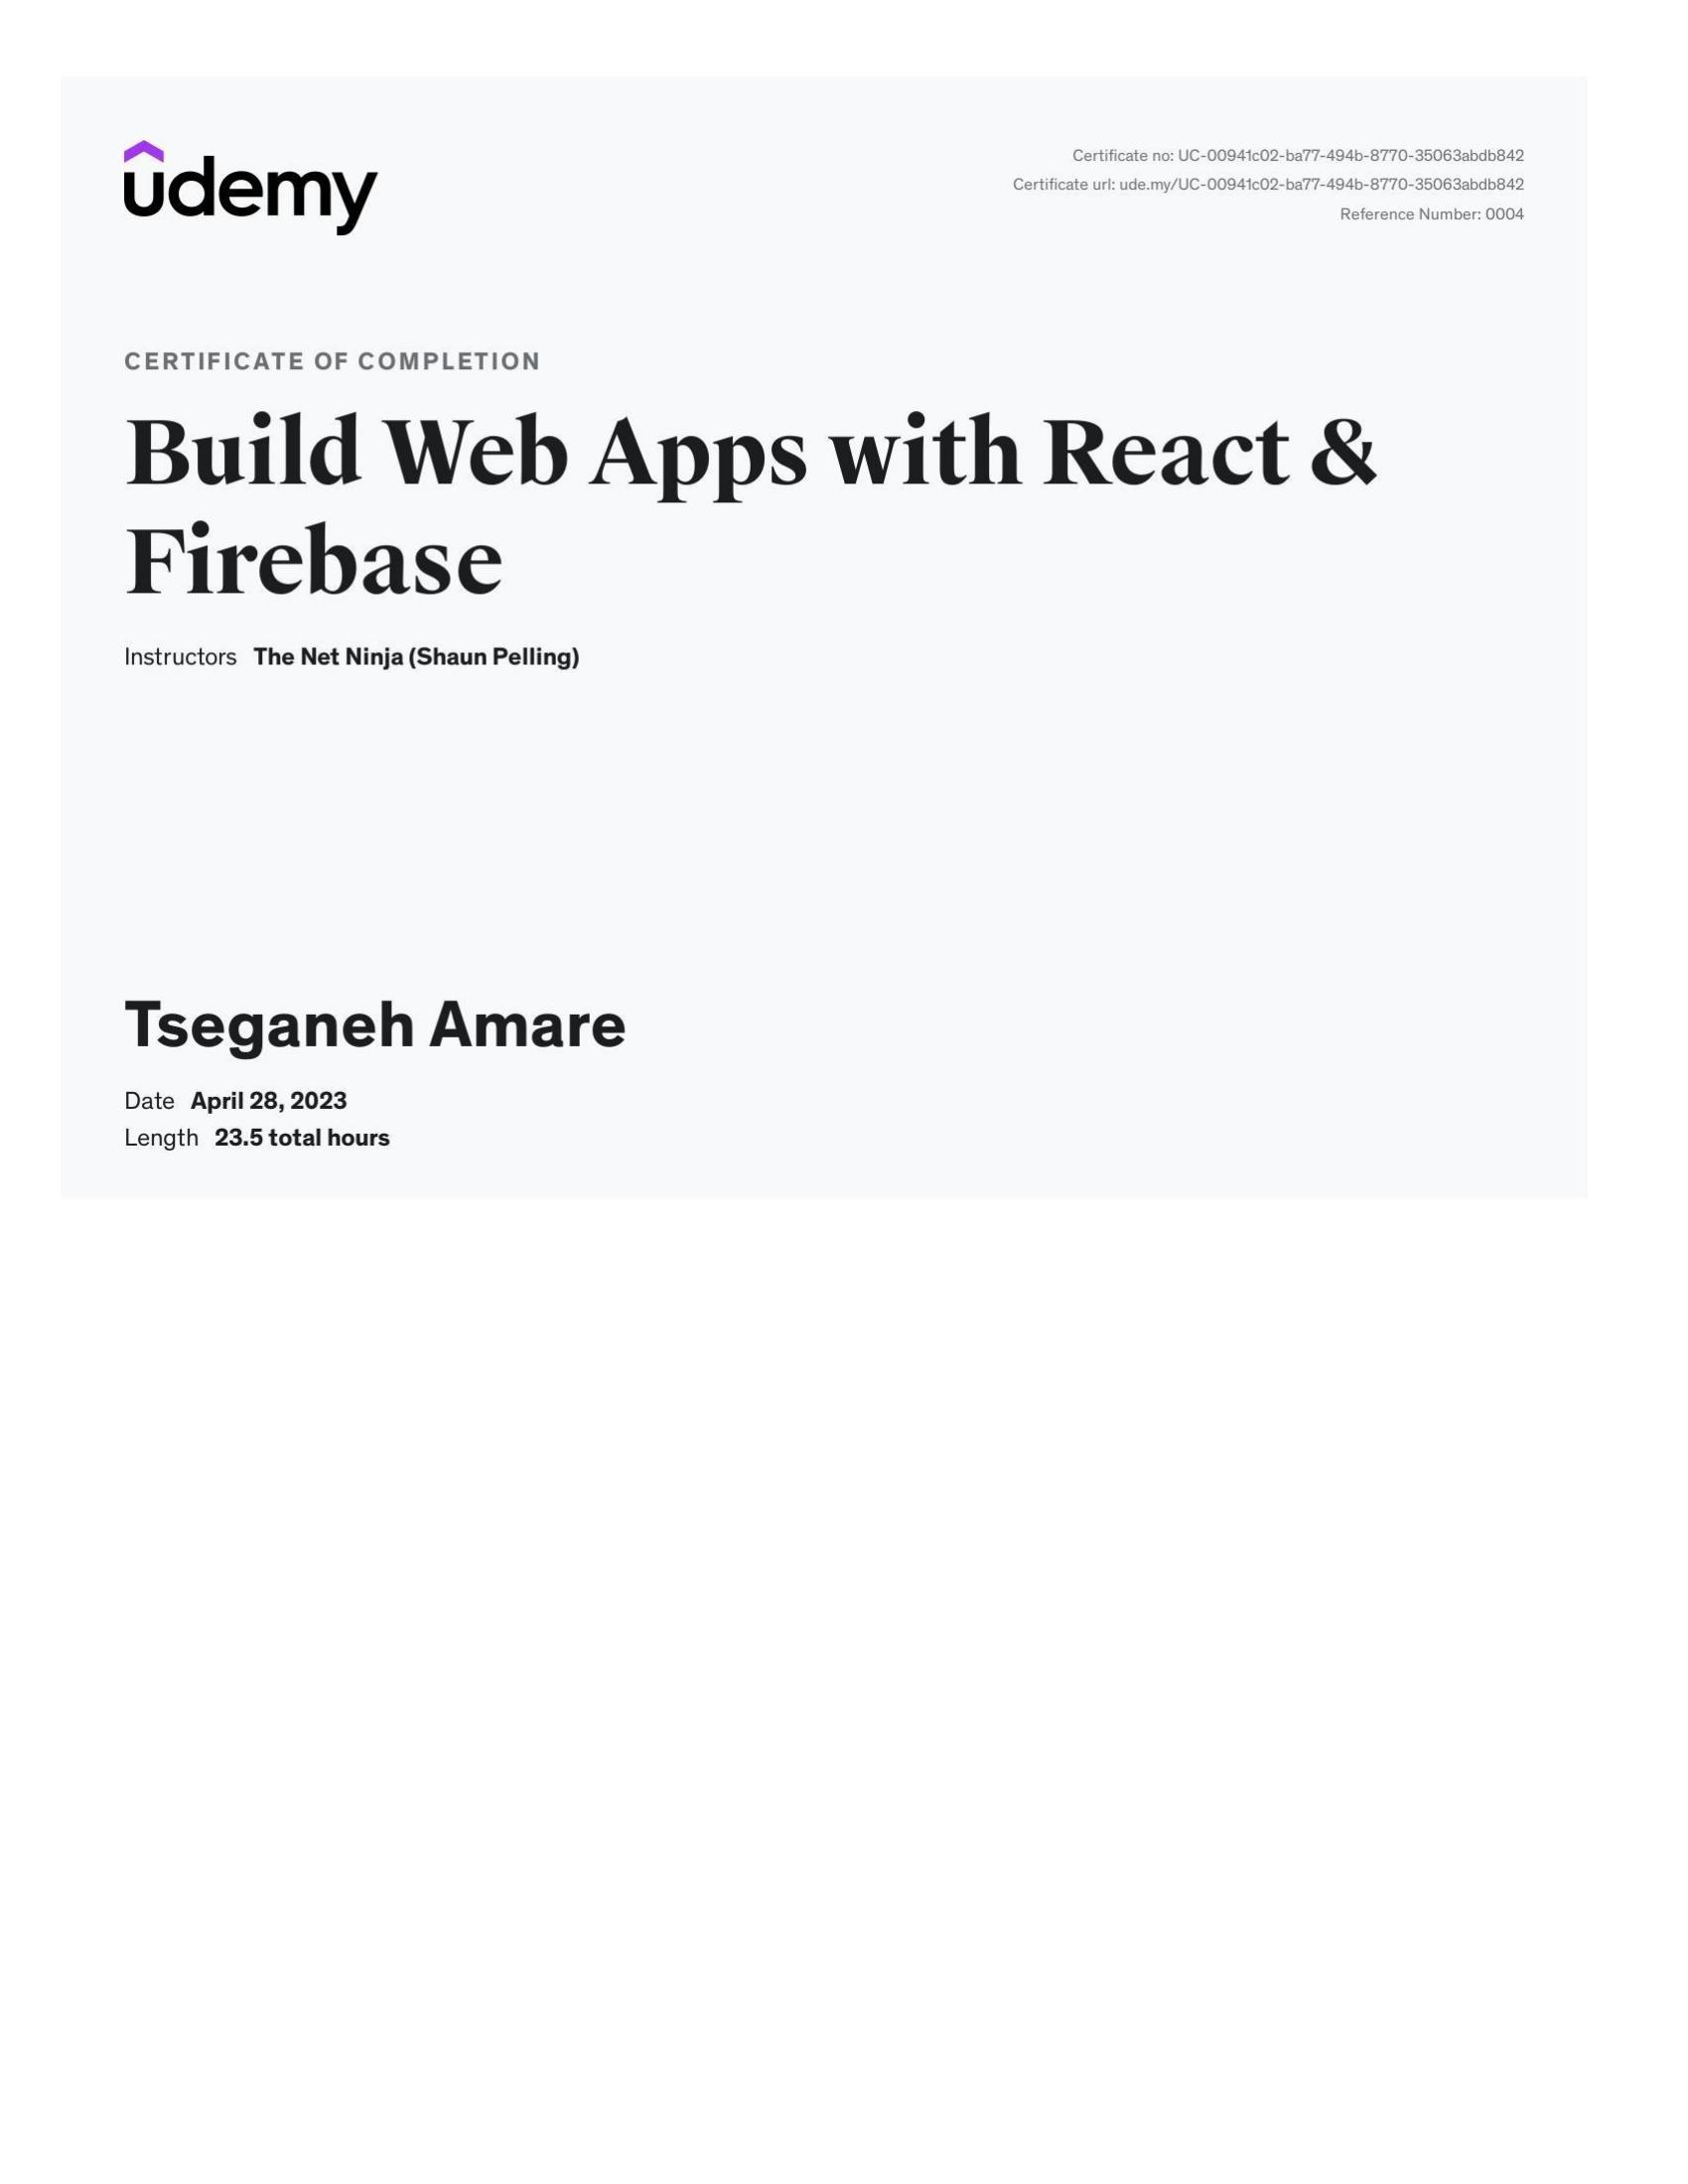 udemy
Certificate no: UC-00941c02-ba77-494b-8770-35063abdb842
Certificate url: ude.my/UC-00941c02-ba77-494b-8770-35063abdb842
Reference Number: 0004
CERTIFICATE OF COMPLETION
Build Web Apps with React &
Firebase
Instructors The Net Ninja (Shaun Pelling)
Tseganeh Amare
Date April 28, 2023
Length 23.5 total hours